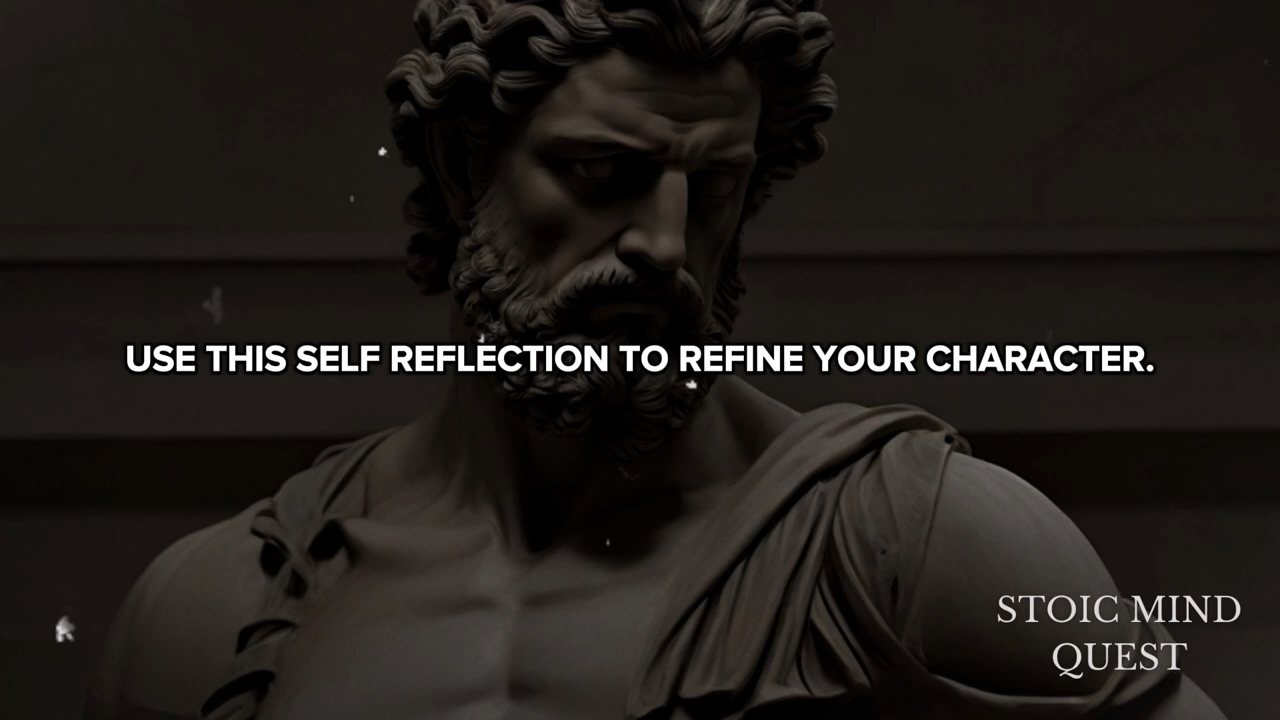 USE THIS SELF REFLECTION TO REFINE YOUR CHARACTER.
STOIC MIND
QUEST